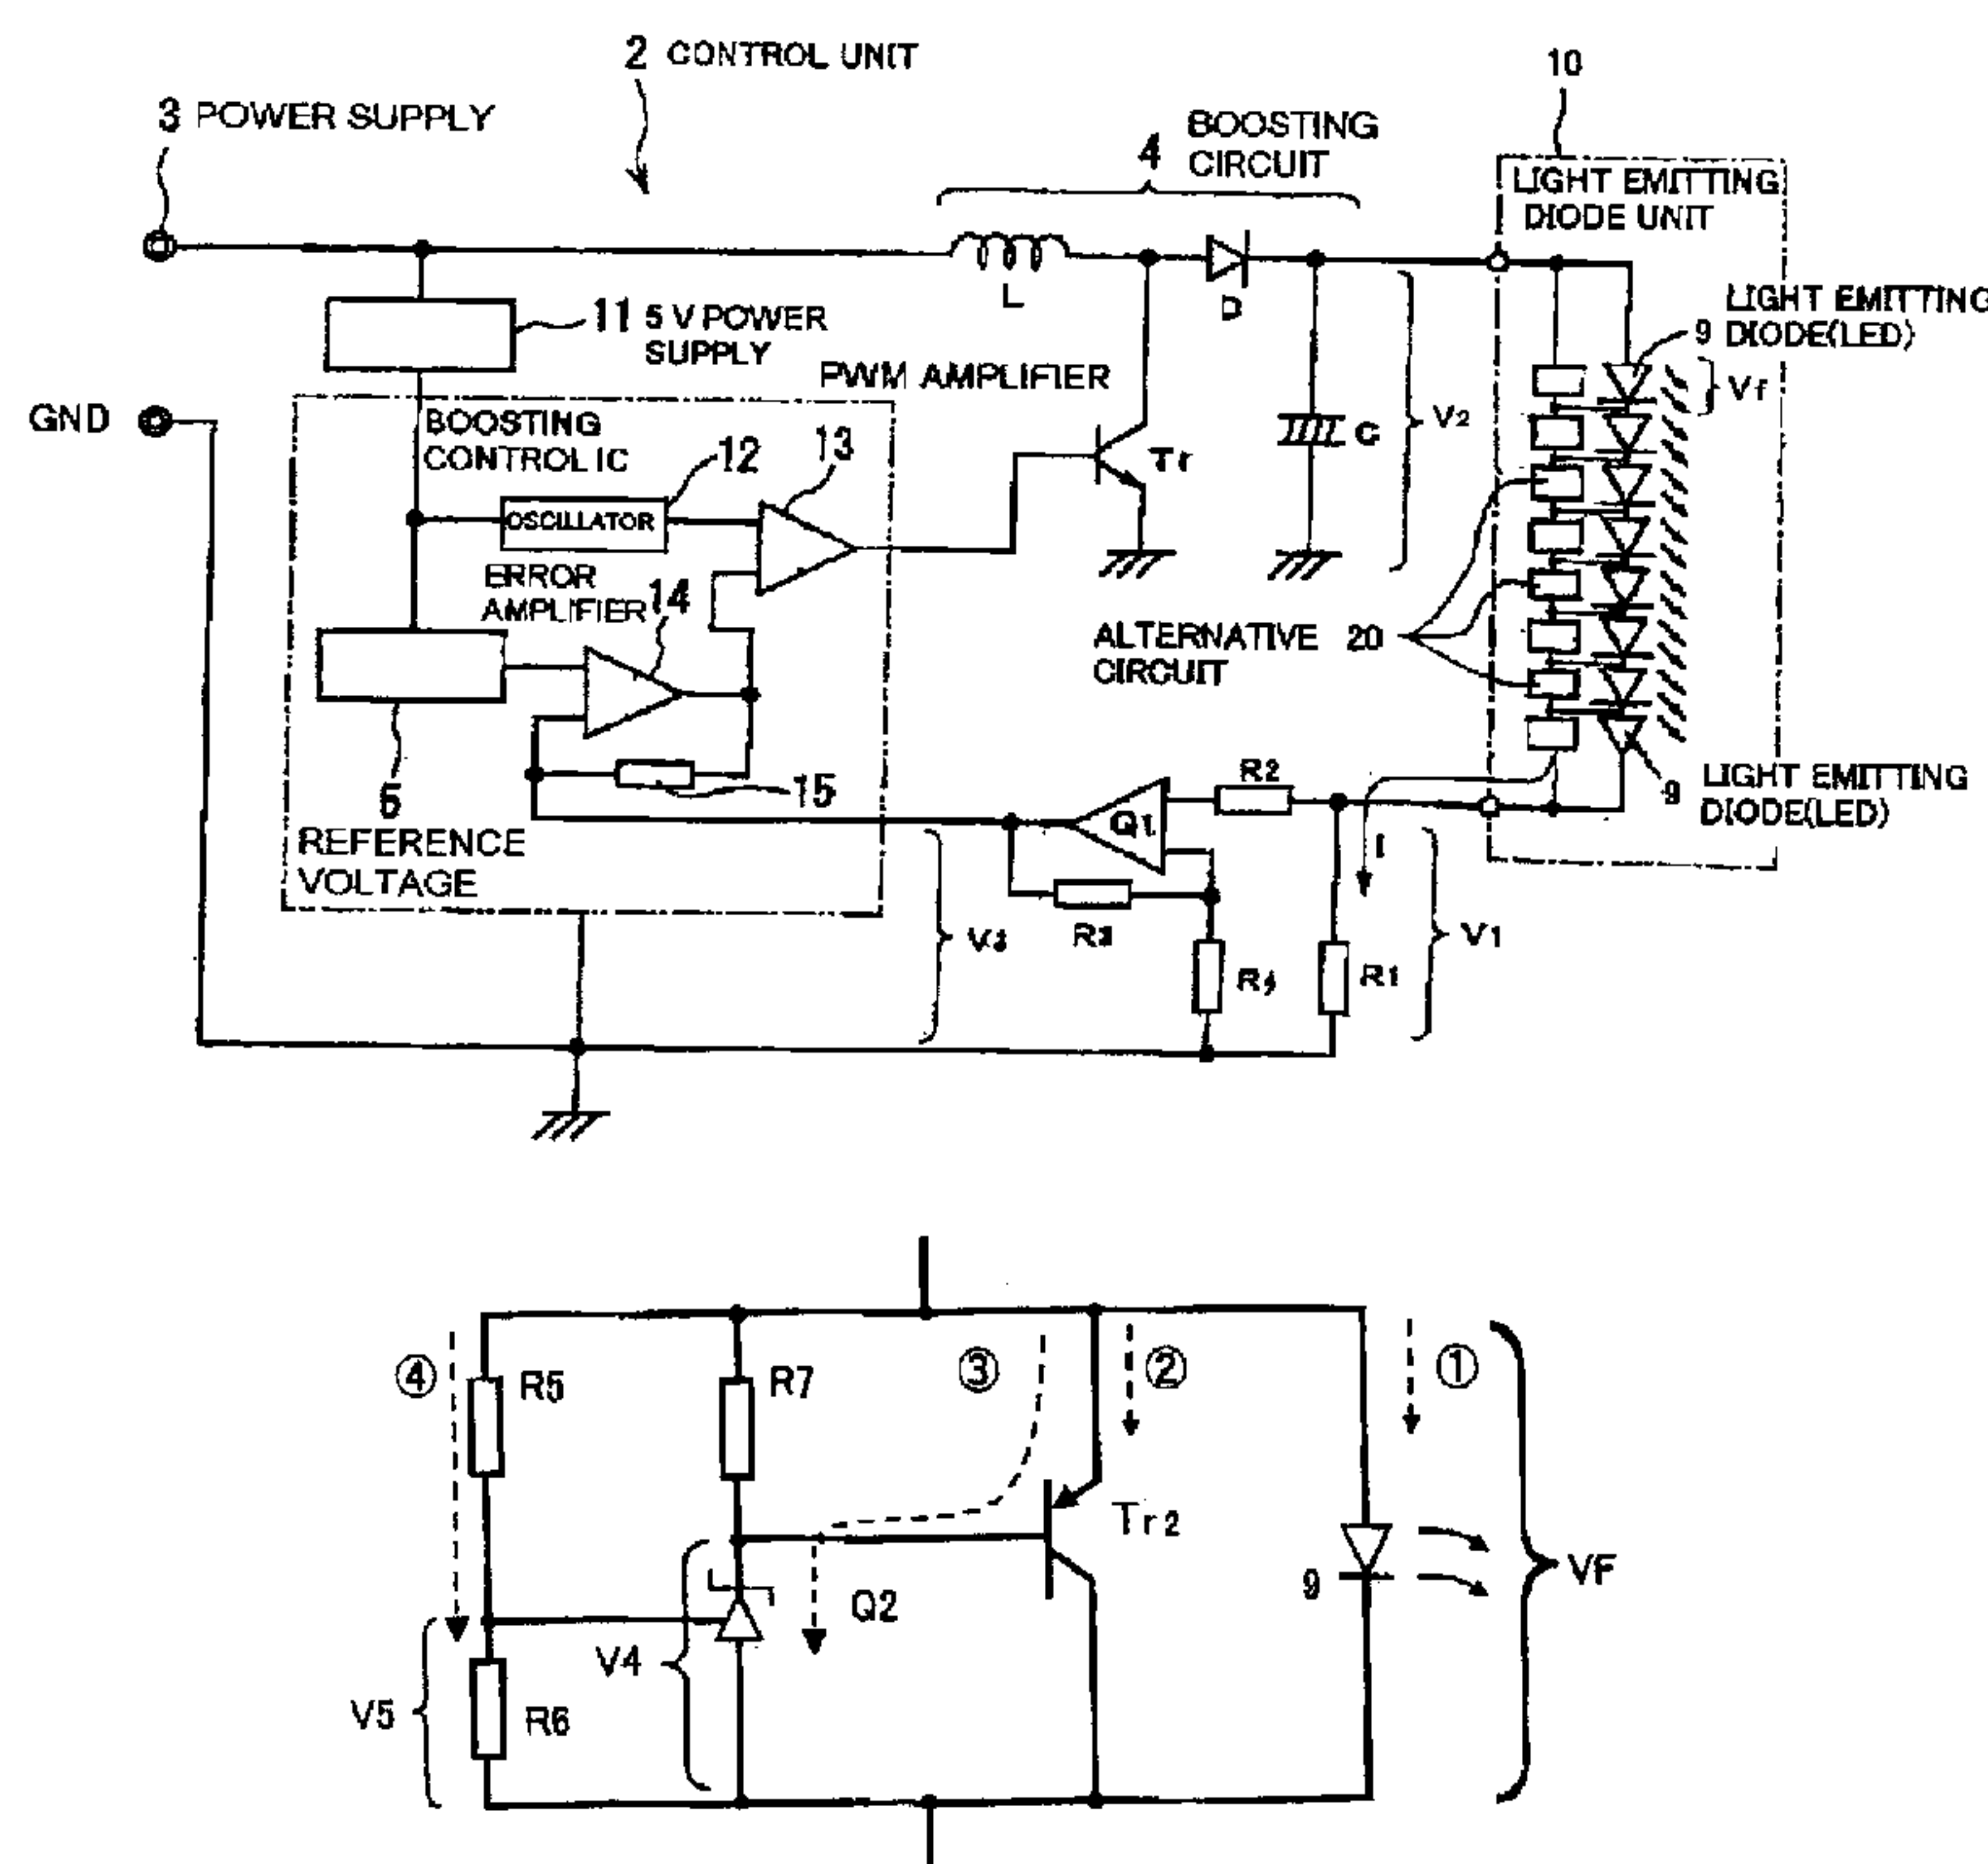 2 CONTROL UNIT
3 POWER SUPPLY
4 BOOSTING
CIRCUIT
10
LIGHT EMITTING
DIODE UNIT
L
D
11 5 V POWER
SUPPLY
LIGHT EMITTING
9 DIODE(LED)
Vf
PWM AMPLIFIER
GND
BOOSTING
CONTROL IC
12
13
Tr
C
V2
OSCILLATOR
ERROR
AMPLIFIER 14
ALTERNATIVE 20
CIRCUIT
15
5
REFERENCE
VOLTAGE
Q1
R2
I
LIGHT EMITTING
9 DIODE(LED)
R3
V3
R4
R1
V1
④
R5
R7
③
②
①
Tr2
9
VF
Q2
V4
V5
R6